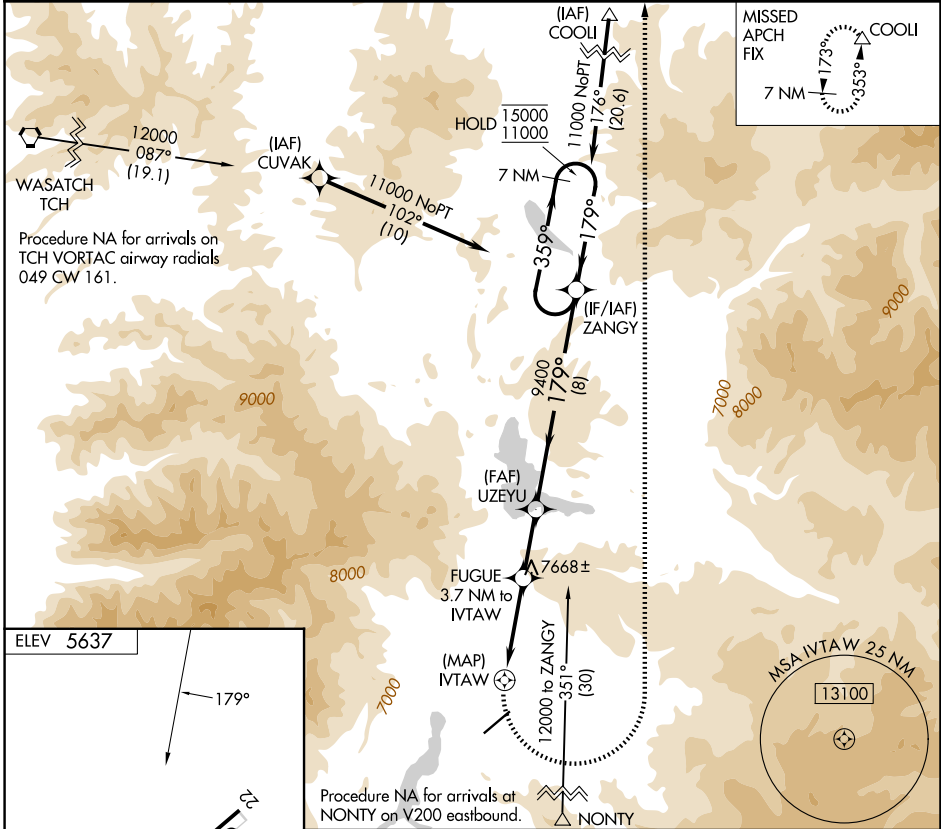 (IAF)
COOLI
11000 NoPT
176°
(20.6)
MISSED
APCH
FIX
COOLI
173°
353°
7 NM
HOLD
15000
11000
7 NM
359°
179°
WASATCH
TCH
12000
087°
(19.1)
(IAF)
CUVAK
11000 NoPT
102°
(10)
Procedure NA for arrivals on
TCH VORTAC airway radials
049 CW 161.
(IF/IAF)
ZANGY
9400
179°
(8)
9000
7000
8000
9000
(FAF)
UZEYU
8000
FUGUE
3.7 NM to
IVTAW
7668±
(MAP)
IVTAW
12000 to ZANGY
351°
(30)
7000
MSA IVTAW 25 NM
13100
ELEV 5637
179°
22
Procedure NA for arrivals at
NONTY on V200 eastbound.
NONTY